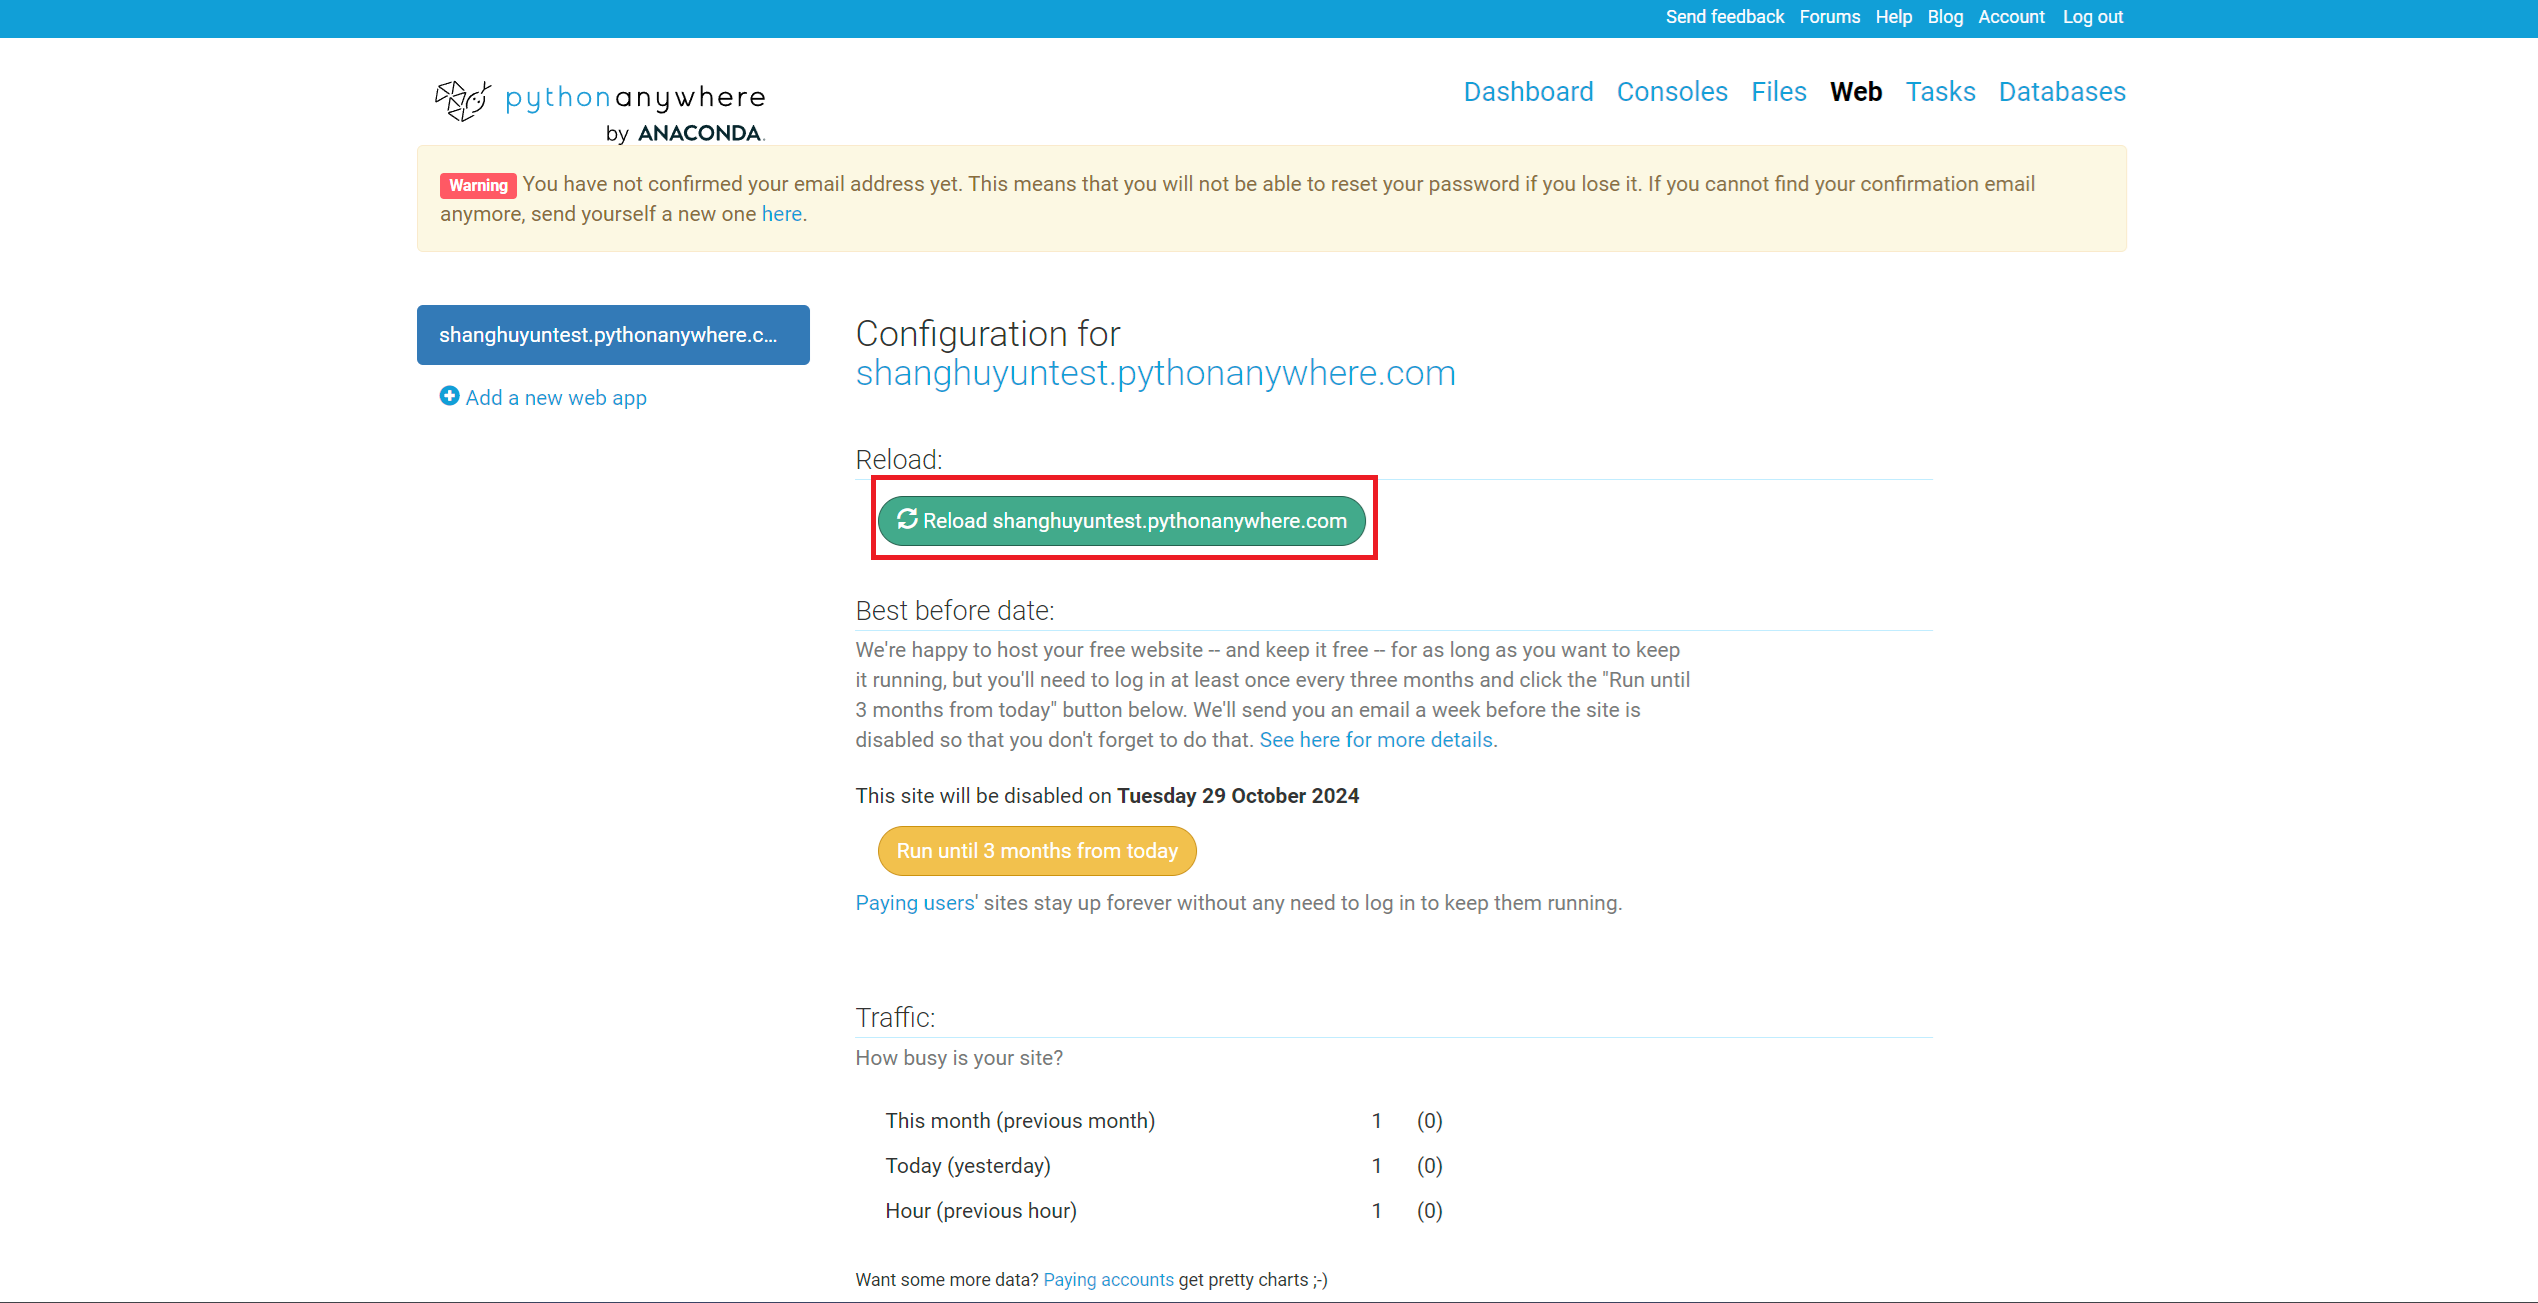 Send feedback Forums Help Blog Account Log out
pythonanywhere
by ANACONDA.
Dashboard Consoles Files Web Tasks Databases
Warning You have not confirmed your email address yet. This means that you will not be able to reset your password if you lose it. If you cannot find your confirmation email
anymore, send yourself a new one here.
shanghuyuntest.pythonanywhere.c...
Add a new web app
Configuration for
shanghuyuntest.pythonanywhere.com
Reload:
Reload shanghuyuntest.pythonanywhere.com
Best before date:
We're happy to host your free website -- and keep it free -- for as long as you want to keep
it running, but you'll need to log in at least once every three months and click the "Run until
3 months from today" button below. We'll send you an email a week before the site is
disabled so that you don't forget to do that. See here for more details.
This site will be disabled on Tuesday 29 October 2024
Run until 3 months from today
Paying users' sites stay up forever without any need to log in to keep them running.
Traffic:
How busy is your site?
This month (previous month) 1 (0)
Today (yesterday) 1 (0)
Hour (previous hour) 1 (0)
Want some more data? Paying accounts get pretty charts ;-)